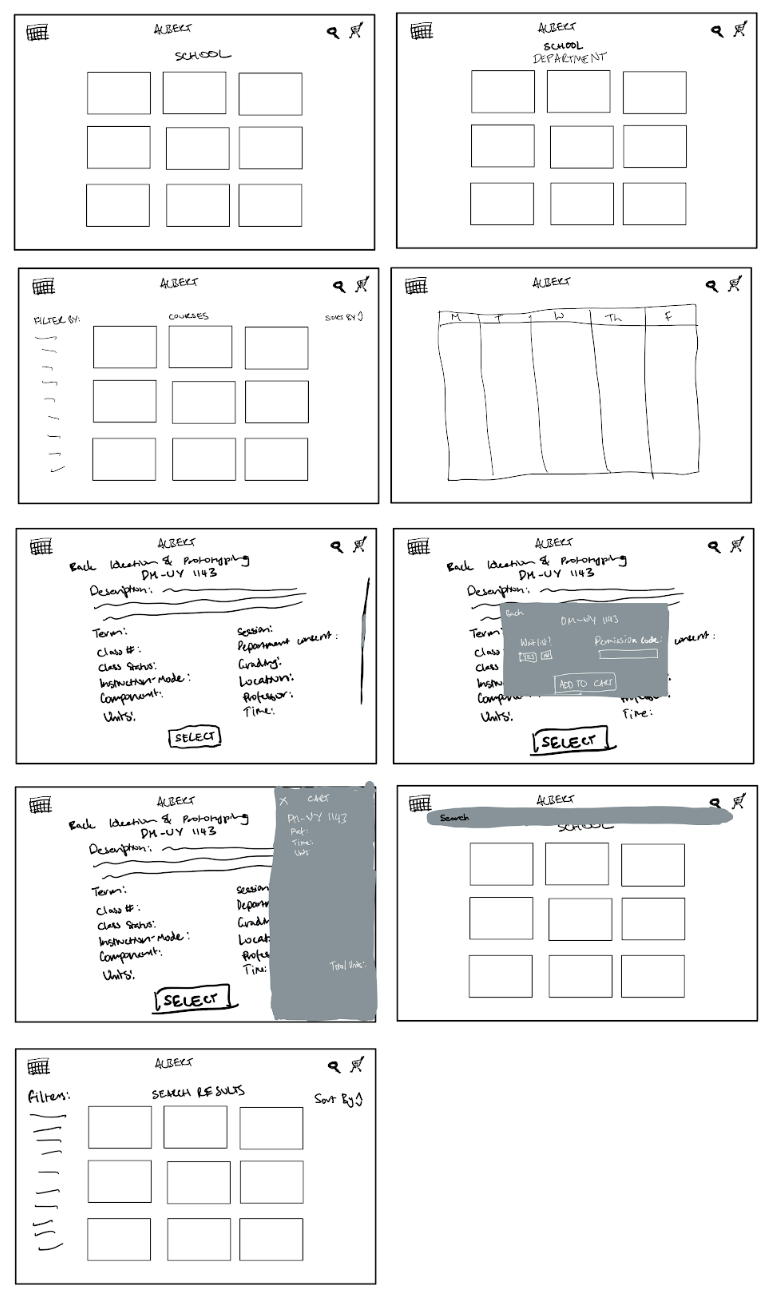 ALBERT
SCHOOL
ALBERT
SCHOOL
DEPARTMENT
ALBERT
FILTER BY:
COURSES
SORT BY
ALBERT
M T W Th F
ALBERT
Back Ideation & Prototyping
DM-UY 1143
Description:
Term:
Class #:
Class Status:
Instruction Mode:
Component:
Units:
Session:
Department consent:
Grading:
Location:
Professor:
Time:
SELECT
ALBERT
Back Ideation & Prototyping
DM-UY 1143
Description:
Term
Class
Class
Units:
consent:
Time:
Back
DM-UY 1143
Waitlist?
YES NO
Permission Code:
ADD TO CART
SELECT
ALBERT
Back Ideation & Prototyping
DM-UY 1143
Description:
Term:
Class #:
Class Status:
Instruction Mode:
Component:
Units:
Session
Departm
Gradin
Locat
Profes
Time:
SELECT
X CART
DM-UY 1143
Prof:
Time:
Units
Total Units:
ALBERT
Search
SCHOOL
ALBERT
Filters:
SEARCH RESULTS
Sort By